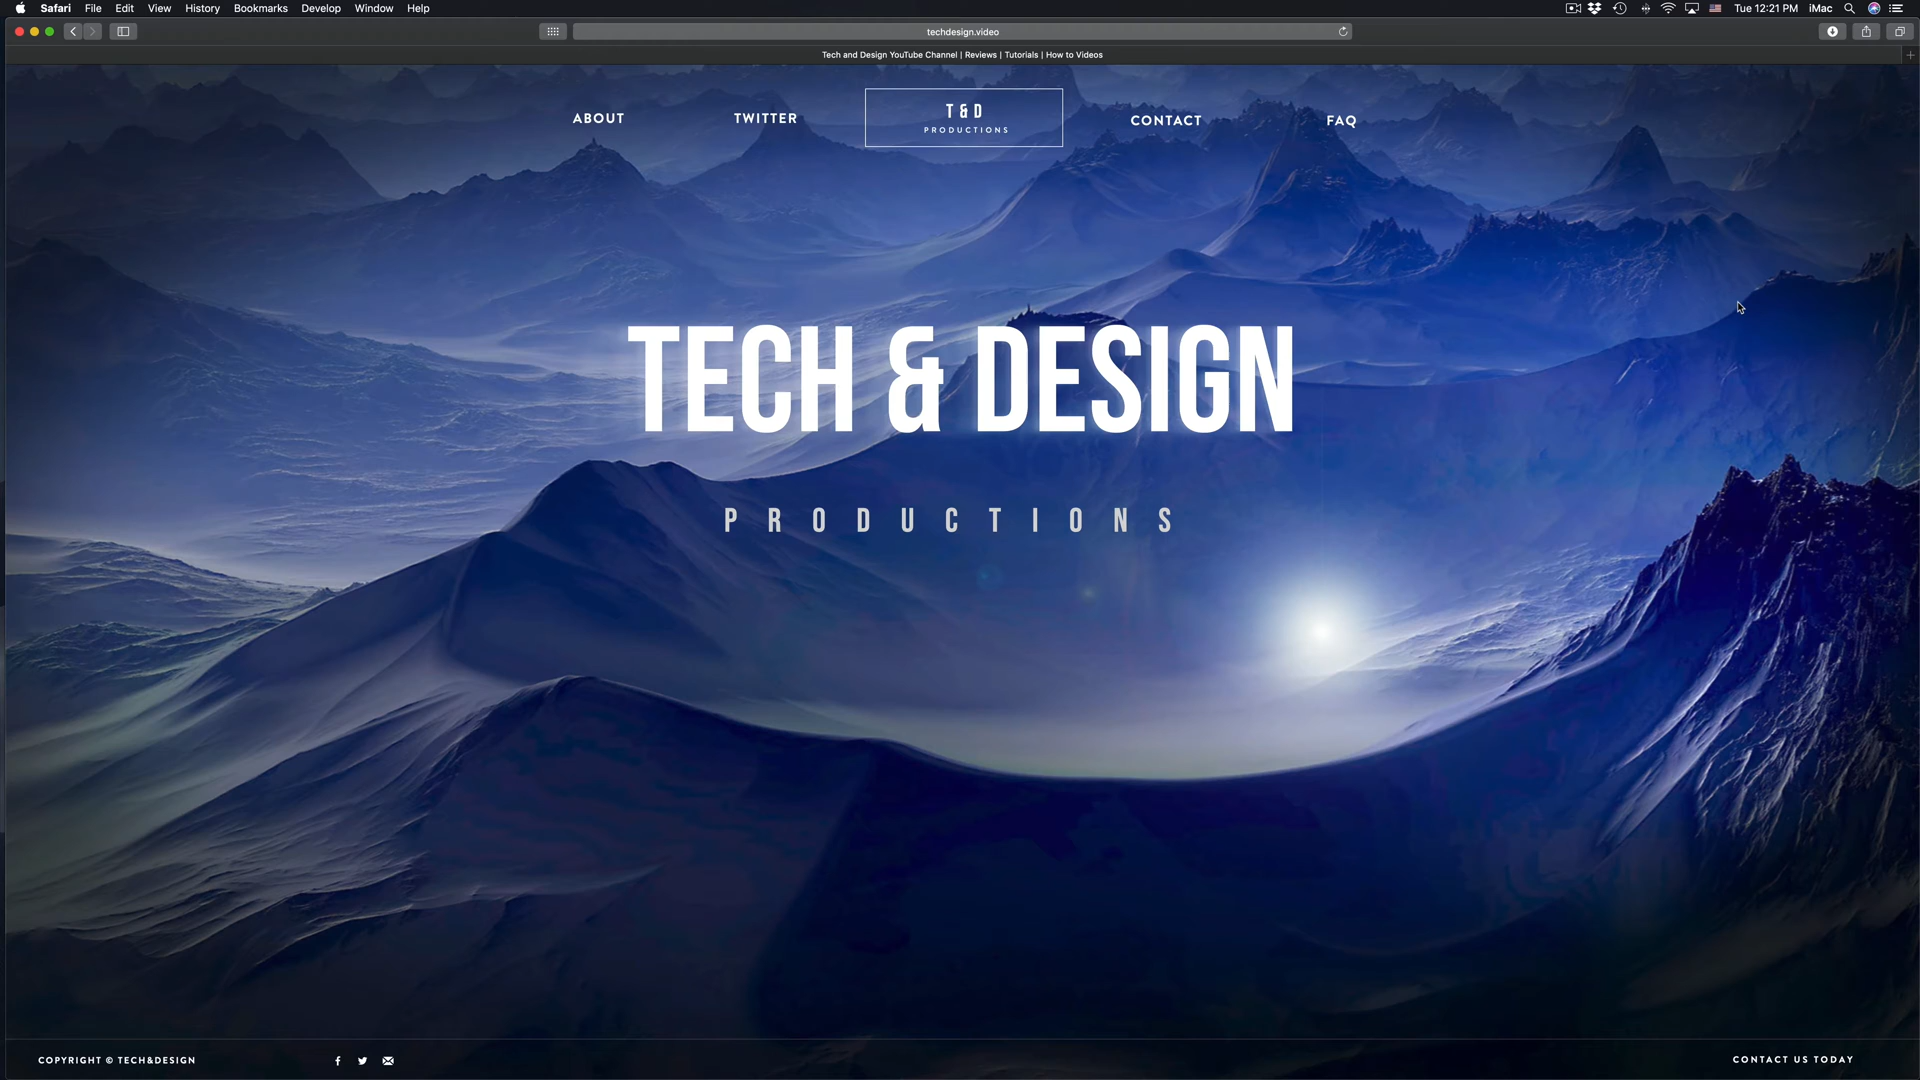 Safari File Edit View History Bookmarks Develop Window Help Tue 12:21 PM iMac
techdesign.video
Tech and Design YouTube Channel | Reviews | Tutorials | How to Videos
ABOUT TWITTER T&D CONTACT FAQ
PRODUCTIONS
TECH & DESIGN
PRODUCTIONS
COPYRIGHT © TECH&DESIGN CONTACT US TODAY